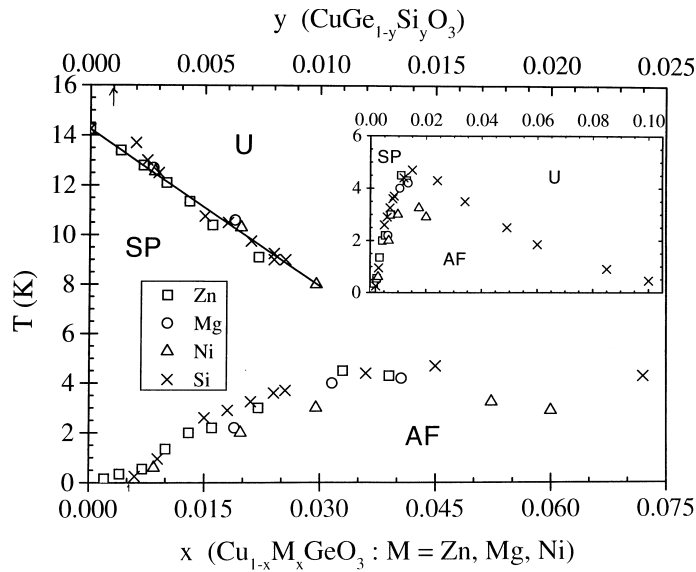 y (CuGe1-ySiyO3)
0.000 0.005 0.010 0.015 0.020 0.025
16
14
12
10
8
6
4
2
0
T (K)
U
SP
AF
Zn
Mg
Ni
Si
0.00 0.02 0.04 0.06 0.08 0.10
6
4
2
0
SP
U
AF
0.000 0.015 0.030 0.045 0.060 0.075
x (Cu1-xMxGeO3 : M = Zn, Mg, Ni)